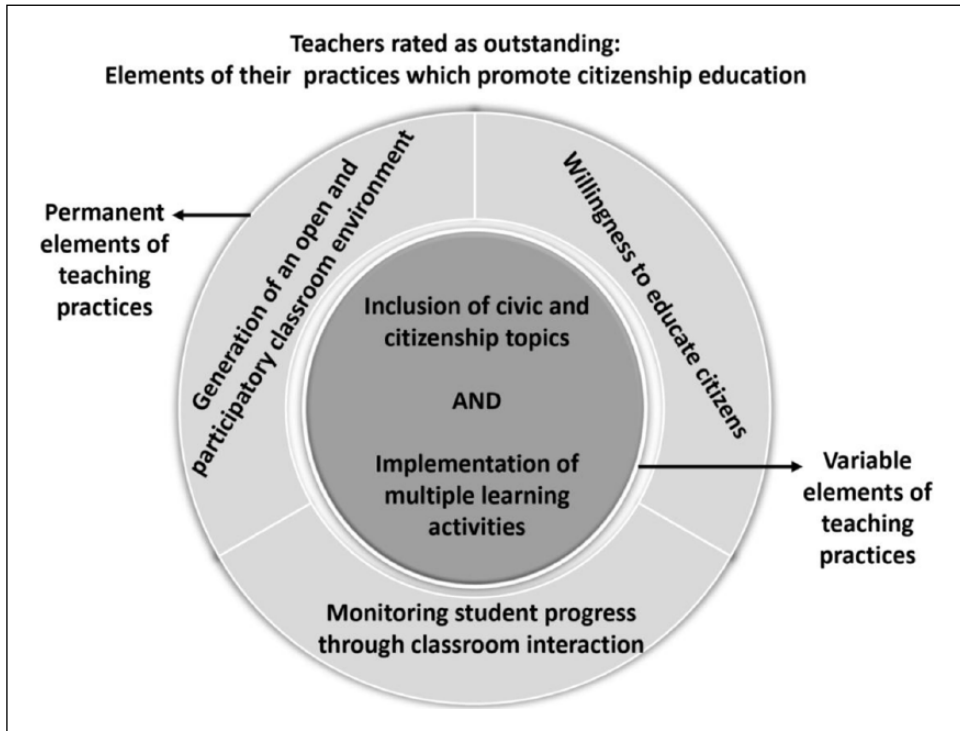 Teachers rated as outstanding:
Elements of their practices which promote citizenship education
Permanent
elements of
teaching
practices
Generation of an open and
participatory classroom environment
Willingness to educate citizens
Inclusion of civic and
citizenship topics
AND
Implementation of
multiple learning
activities
Variable
elements of
teaching
practices
Monitoring student progress
through classroom interaction